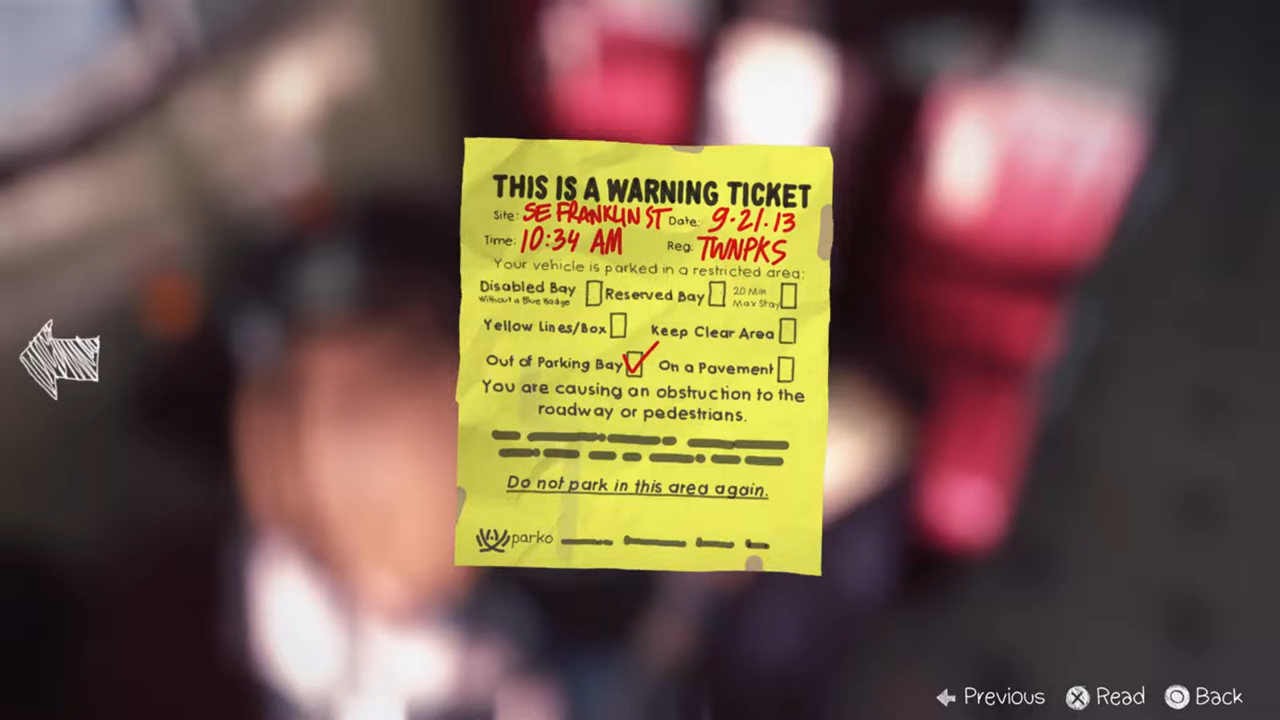 THIS IS A WARNING TICKET
Site: SE FRANKLIN ST Date: 9.21.13
Time: 10:34 AM Reg: TWNPKS
Your vehicle is parked in a restricted area:
Disabled Bay Reserved Bay 20 Min
Without a Blue Badge Max Stay
Yellow Lines/Box Keep Clear Area
Out of Parking Bay On a Pavement
You are causing an obstruction to the
roadway or pedestrians.
Do not park in this area again.
parko
Previous Read Back